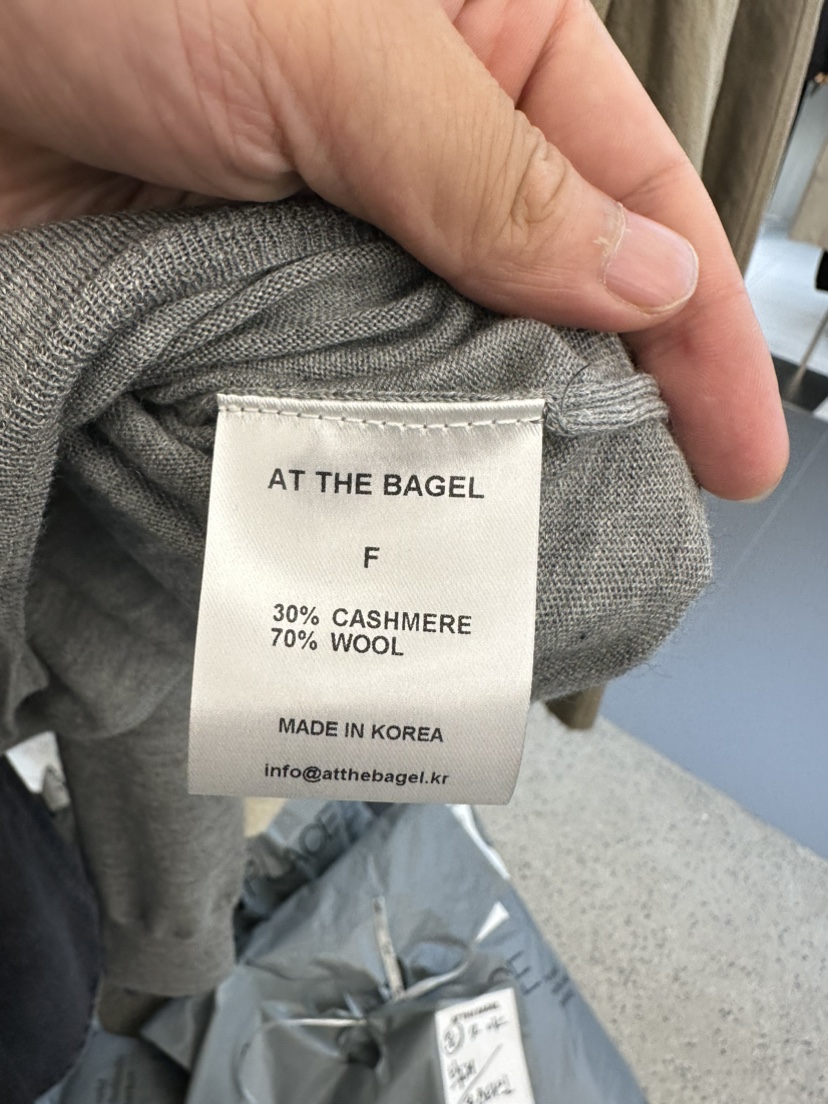 AT THE BAGEL
F
30% CASHMERE
70% WOOL
MADE IN KOREA
info@atthebagel.kr